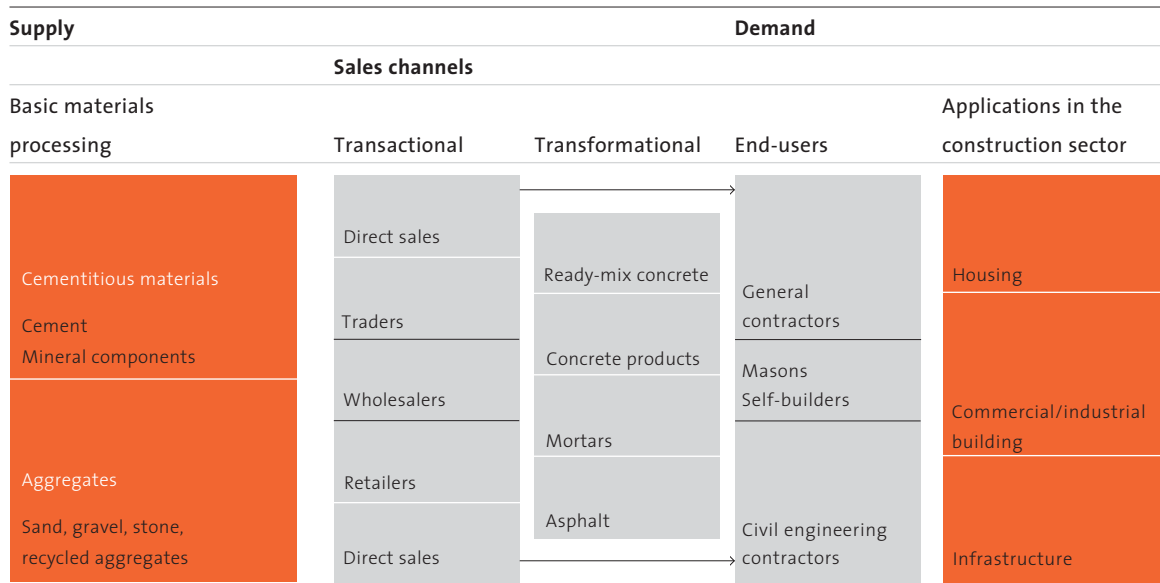 Supply
Demand
Sales channels
Basic materials
processing
Transactional
Transformational
End-users
Applications in the
construction sector
Cementitious materials
Cement
Mineral components
Aggregates
Sand, gravel, stone,
recycled aggregates
Direct sales
Traders
Wholesalers
Retailers
Direct sales
Ready-mix concrete
Concrete products
Mortars
Asphalt
General
contractors
Masons
Self-builders
Civil engineering
contractors
Housing
Commercial/industrial
building
Infrastructure